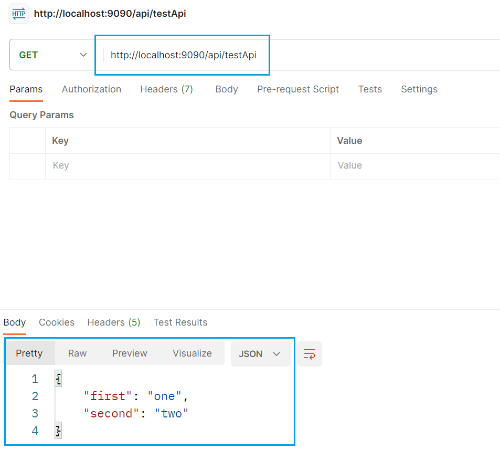 HTTP http://localhost:9090/api/testApi
GET http://localhost:9090/api/testApi
Params Authorization Headers (7) Body Pre-request Script Tests Settings
Query Params
Key Value
Key Value
Body Cookies Headers (5) Test Results
Pretty Raw Preview Visualize JSON
1 {
2 "first": "one",
3 "second": "two"
4 }